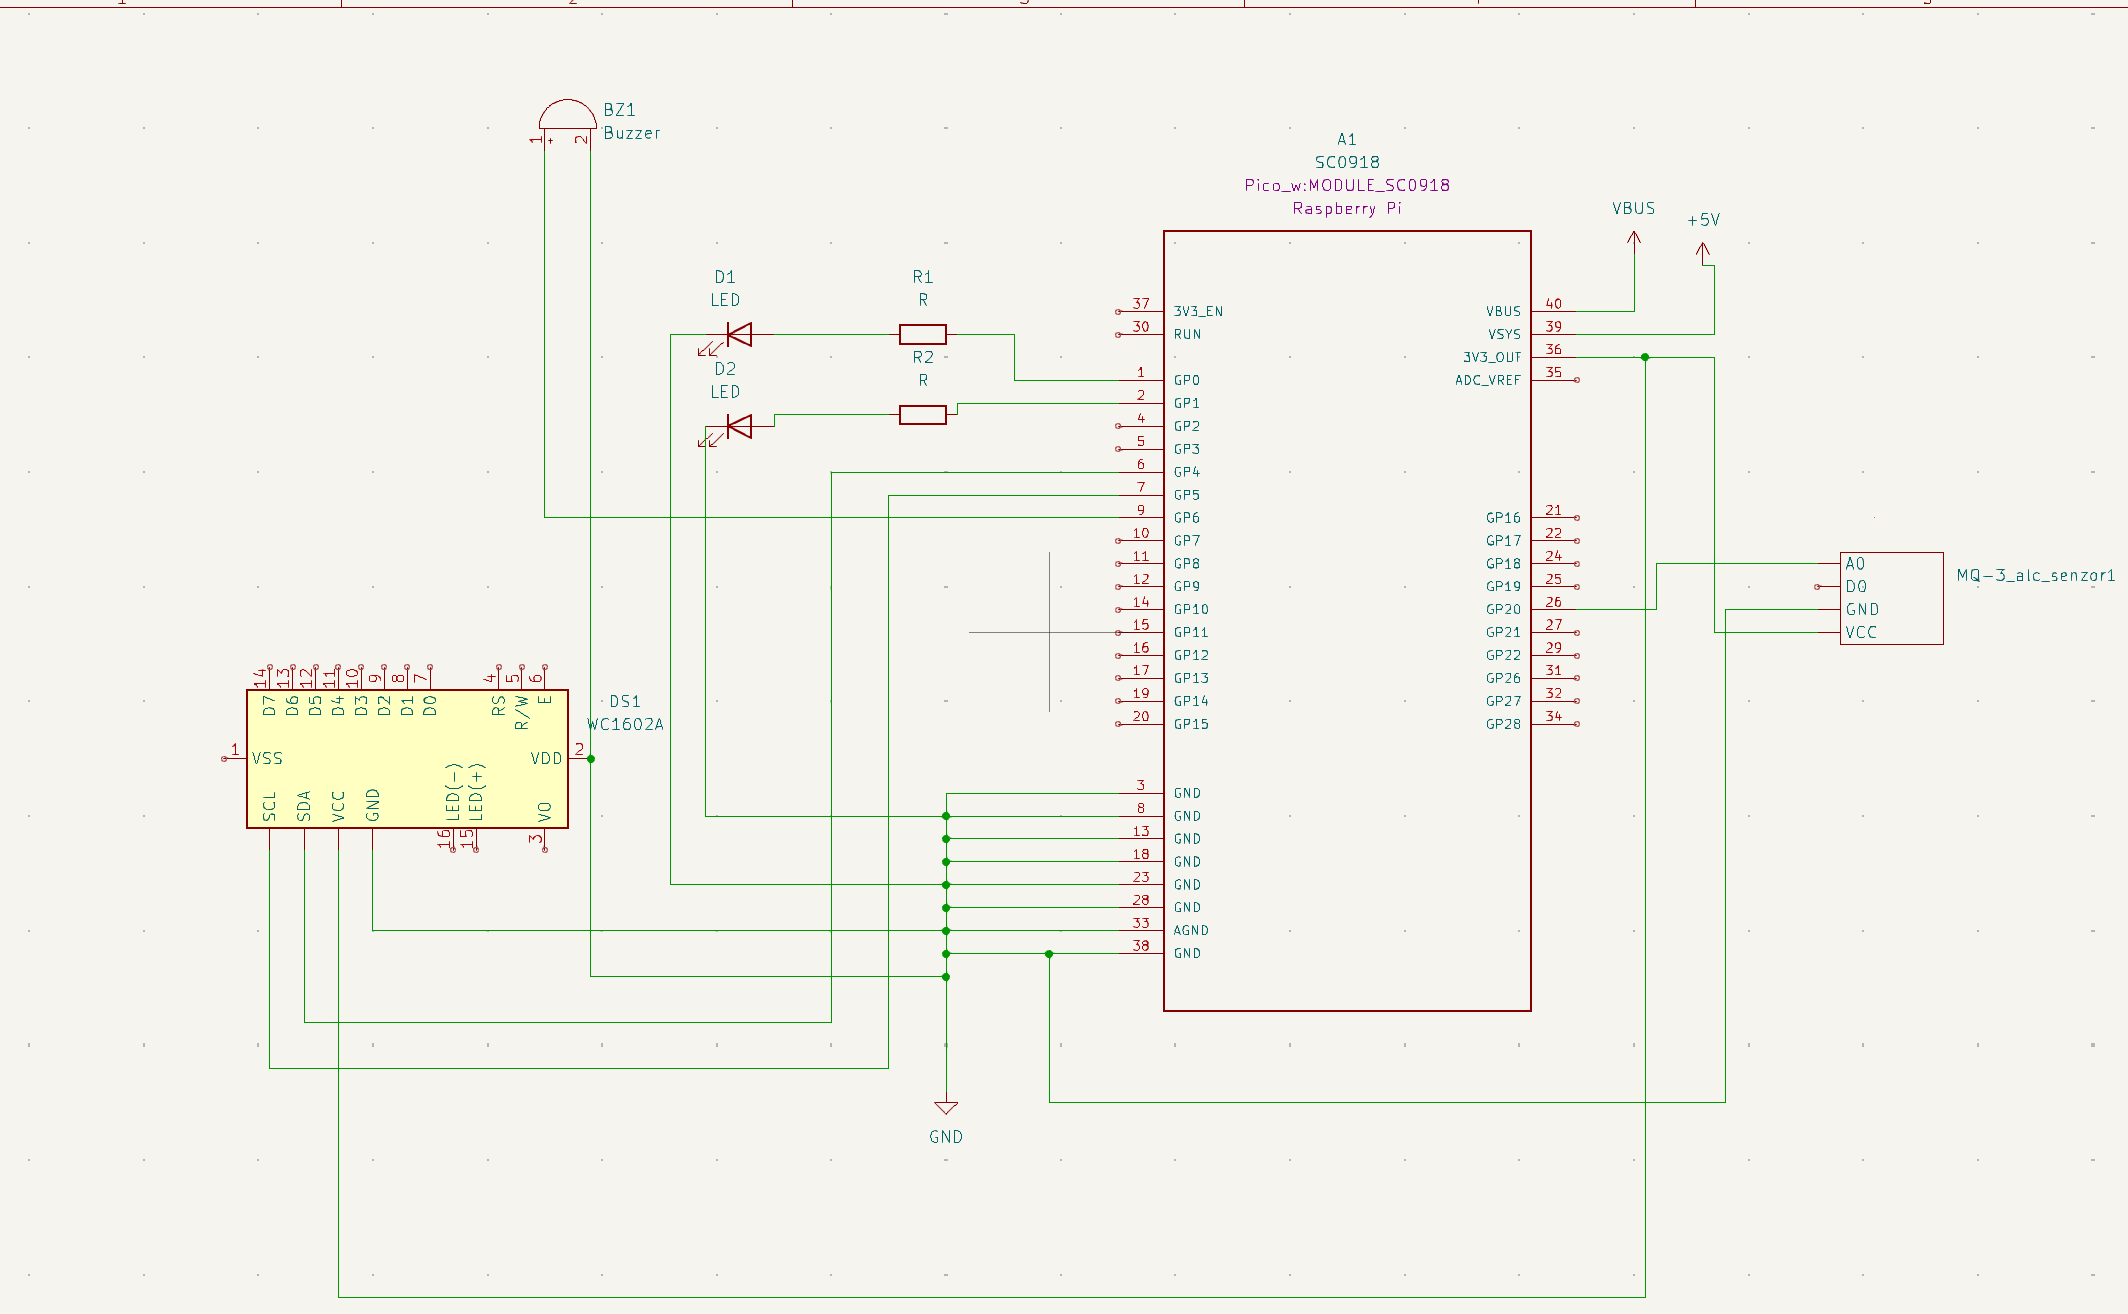 BZ1
Buzzer
1
+
2
A1
SC0918
Pico_w:MODULE_SC0918
Raspberry Pi
VBUS
+5V
D1
LED
R1
R
D2
LED
R2
R
37 3V3_EN
30 RUN
1 GP0
2 GP1
4 GP2
5 GP3
6 GP4
7 GP5
9 GP6
10 GP7
11 GP8
12 GP9
14 GP10
15 GP11
16 GP12
17 GP13
19 GP14
20 GP15
3 GND
8 GND
13 GND
18 GND
23 GND
28 GND
33 AGND
38 GND
VBUS 40
VSYS 39
3V3_OUT 36
ADC_VREF 35
GP16 21
GP17 22
GP18 24
GP19 25
GP20 26
GP21 27
GP22 29
GP26 31
GP27 32
GP28 34
A0
D0
GND
VCC
MQ-3_alc_senzor1
14 13 12 11 10 9 8 7 4 5 6
D7 D6 D5 D4 D3 D2 D1 D0 RS R/W E
DS1
WC1602A
1 VSS
VDD 2
SCL SDA VCC GND LED(-) LED(+) VO
16 15 3
GND